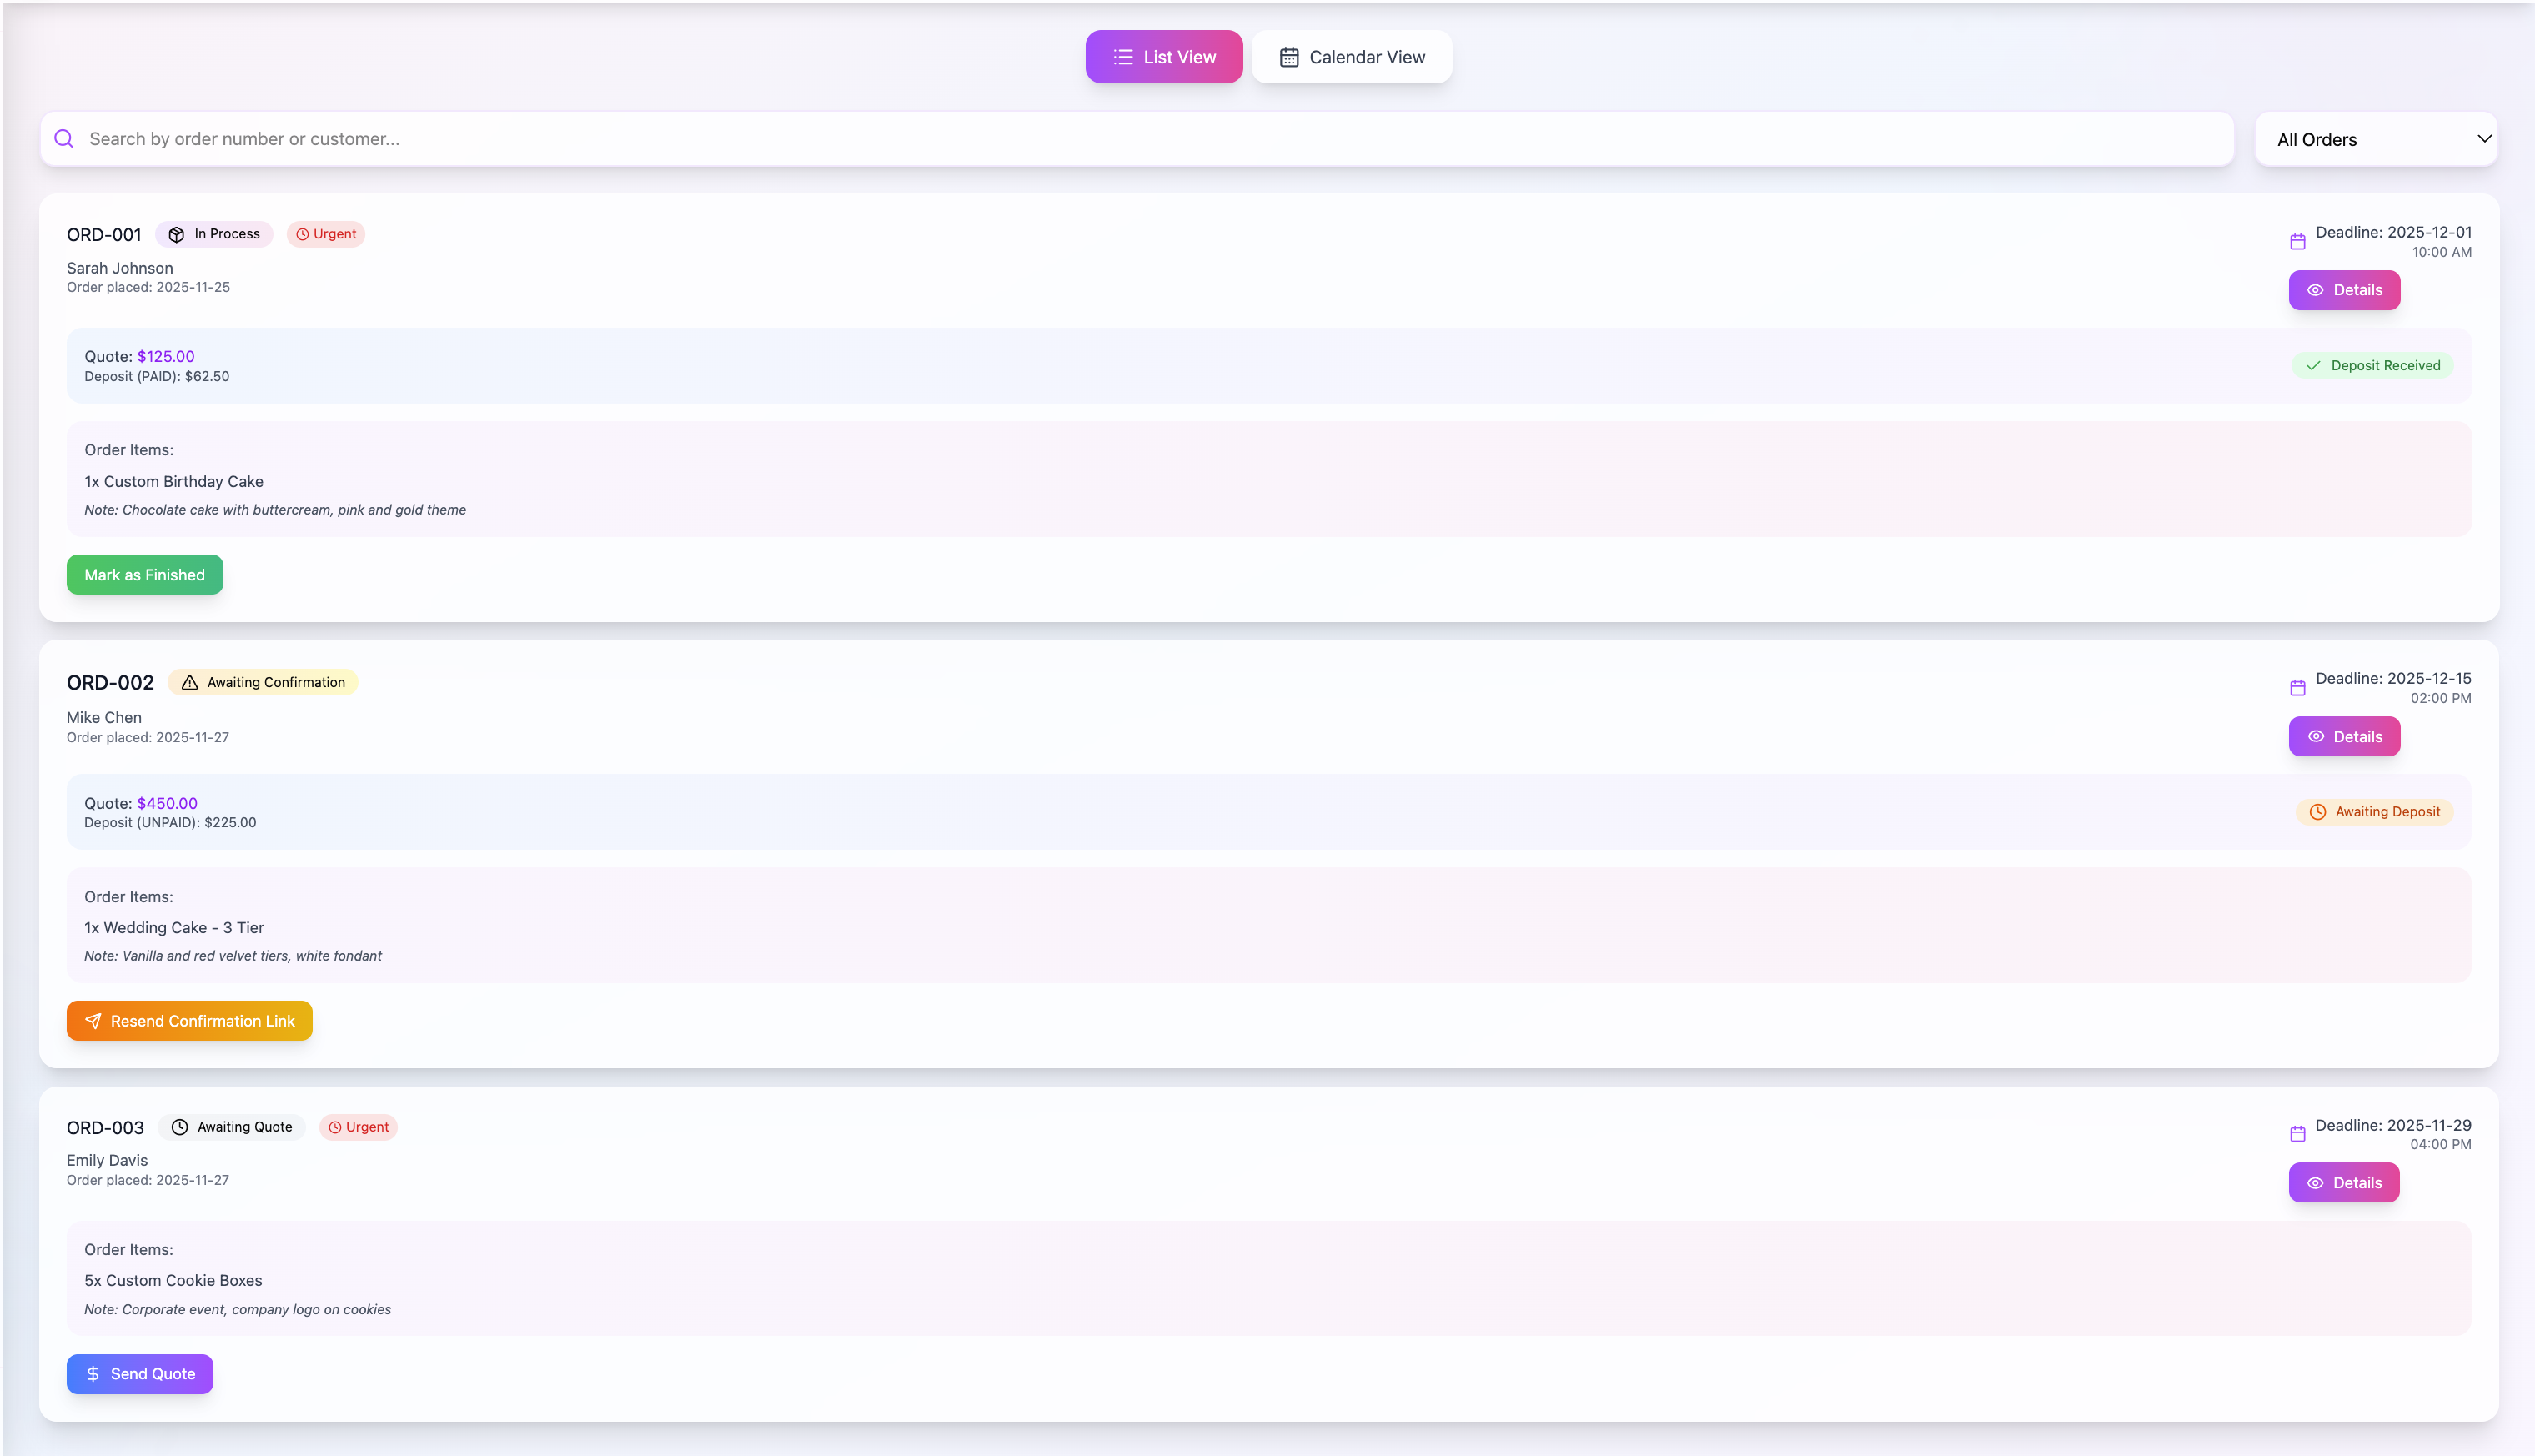 List View
Calendar View
Search by order number or customer...
All Orders
ORD-001 In Process Urgent
Sarah Johnson
Order placed: 2025-11-25
Deadline: 2025-12-01
10:00 AM
Details
Quote: $125.00
Deposit (PAID): $62.50
Deposit Received
Order Items:
1x Custom Birthday Cake
Note: Chocolate cake with buttercream, pink and gold theme
Mark as Finished
ORD-002 Awaiting Confirmation
Mike Chen
Order placed: 2025-11-27
Deadline: 2025-12-15
02:00 PM
Details
Quote: $450.00
Deposit (UNPAID): $225.00
Awaiting Deposit
Order Items:
1x Wedding Cake - 3 Tier
Note: Vanilla and red velvet tiers, white fondant
Resend Confirmation Link
ORD-003 Awaiting Quote Urgent
Emily Davis
Order placed: 2025-11-27
Deadline: 2025-11-29
04:00 PM
Details
Order Items:
5x Custom Cookie Boxes
Note: Corporate event, company logo on cookies
Send Quote